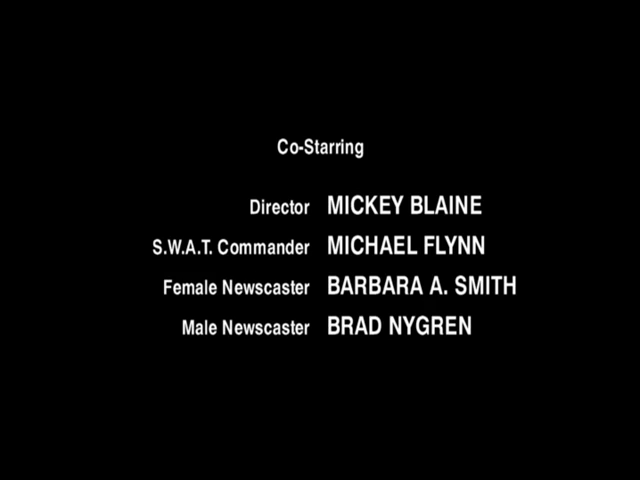 Co-Starring
Director MICKEY BLAINE
S.W.A.T. Commander MICHAEL FLYNN
Female Newscaster BARBARA A. SMITH
Male Newscaster BRAD NYGREN